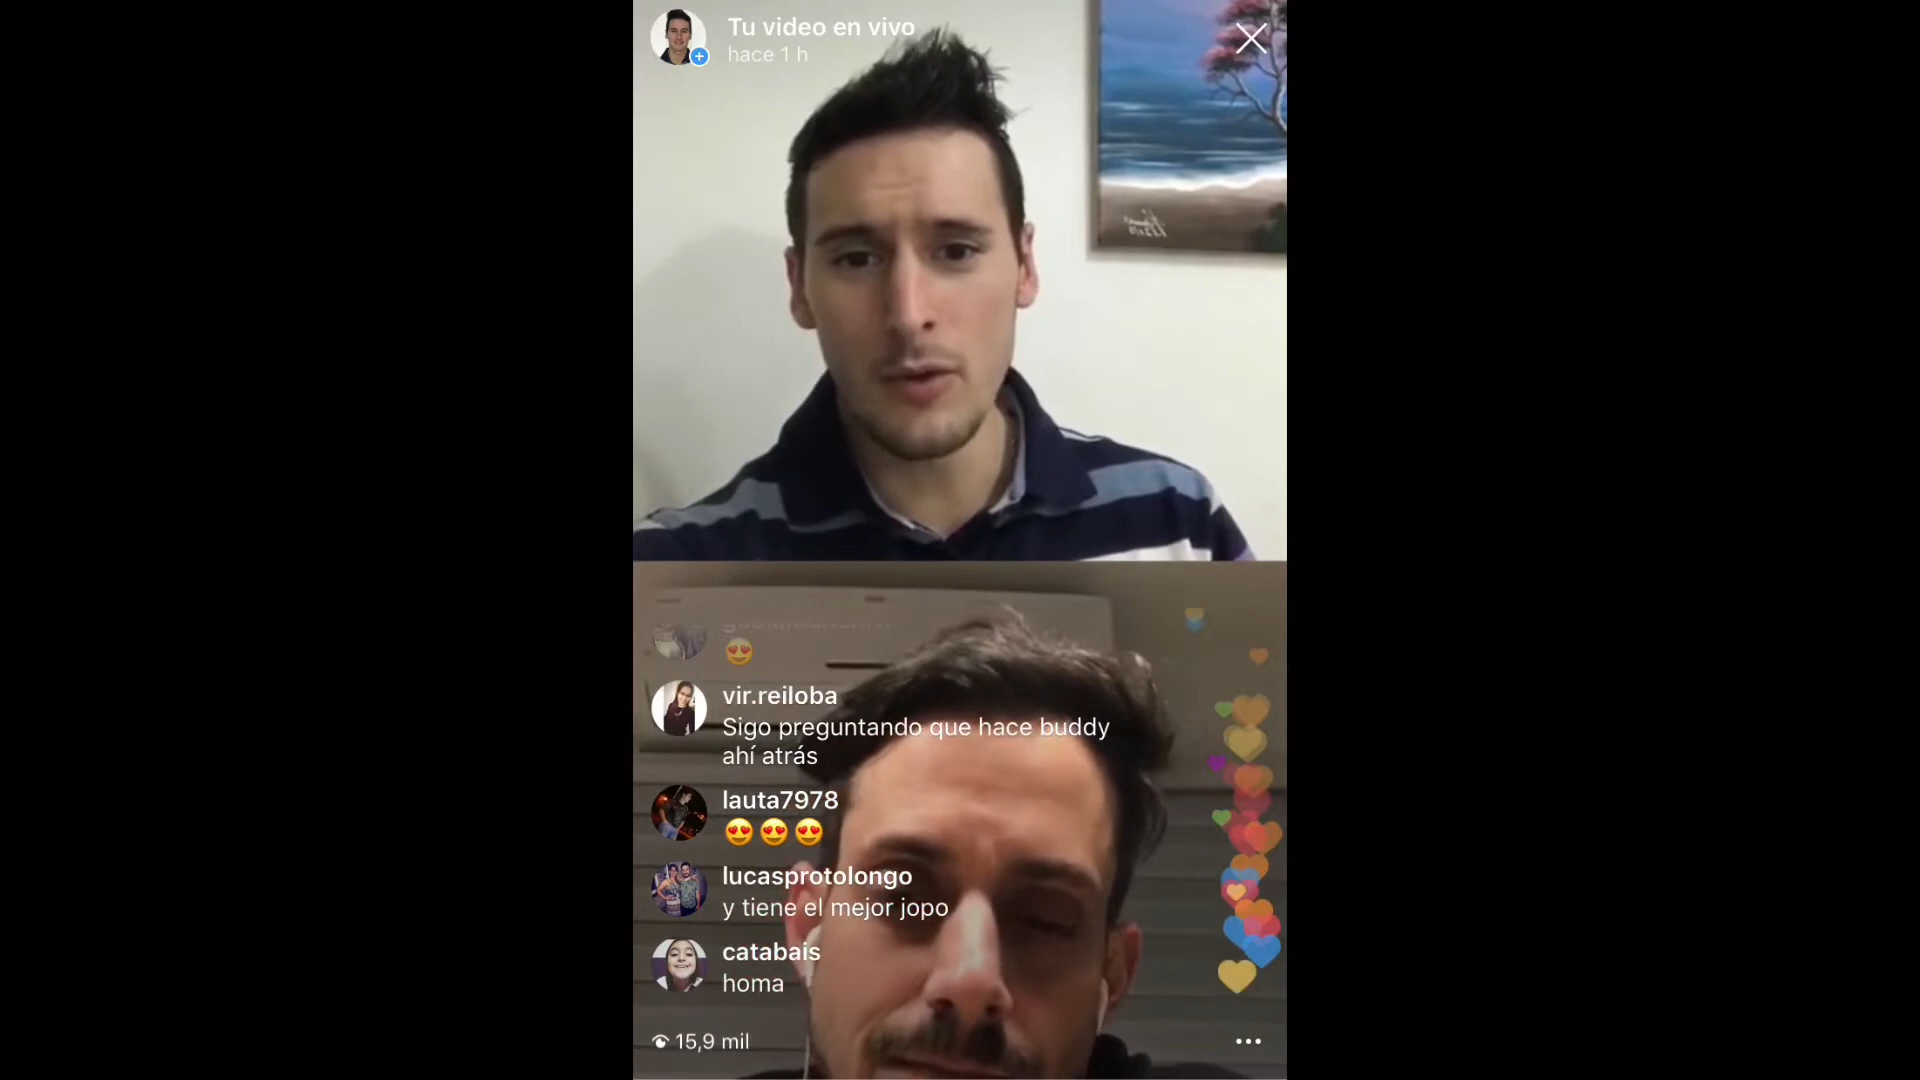 Tu video en vivo
hace 1 h
vir.reiloba
Sigo preguntando que hace buddy
ahí atrás
lauta7978
😍😍😍
lucasprotolongo
y tiene el mejor jopo
catabais
homa
15,9 mil